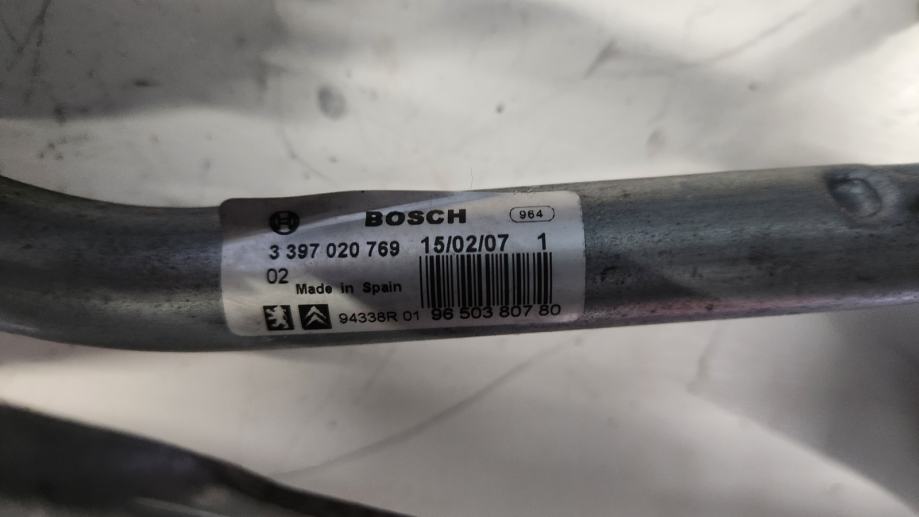 BOSCH 964
3 397 020 769 15/02/07 1
02 Made in Spain
94338R 01 96 503 807 80